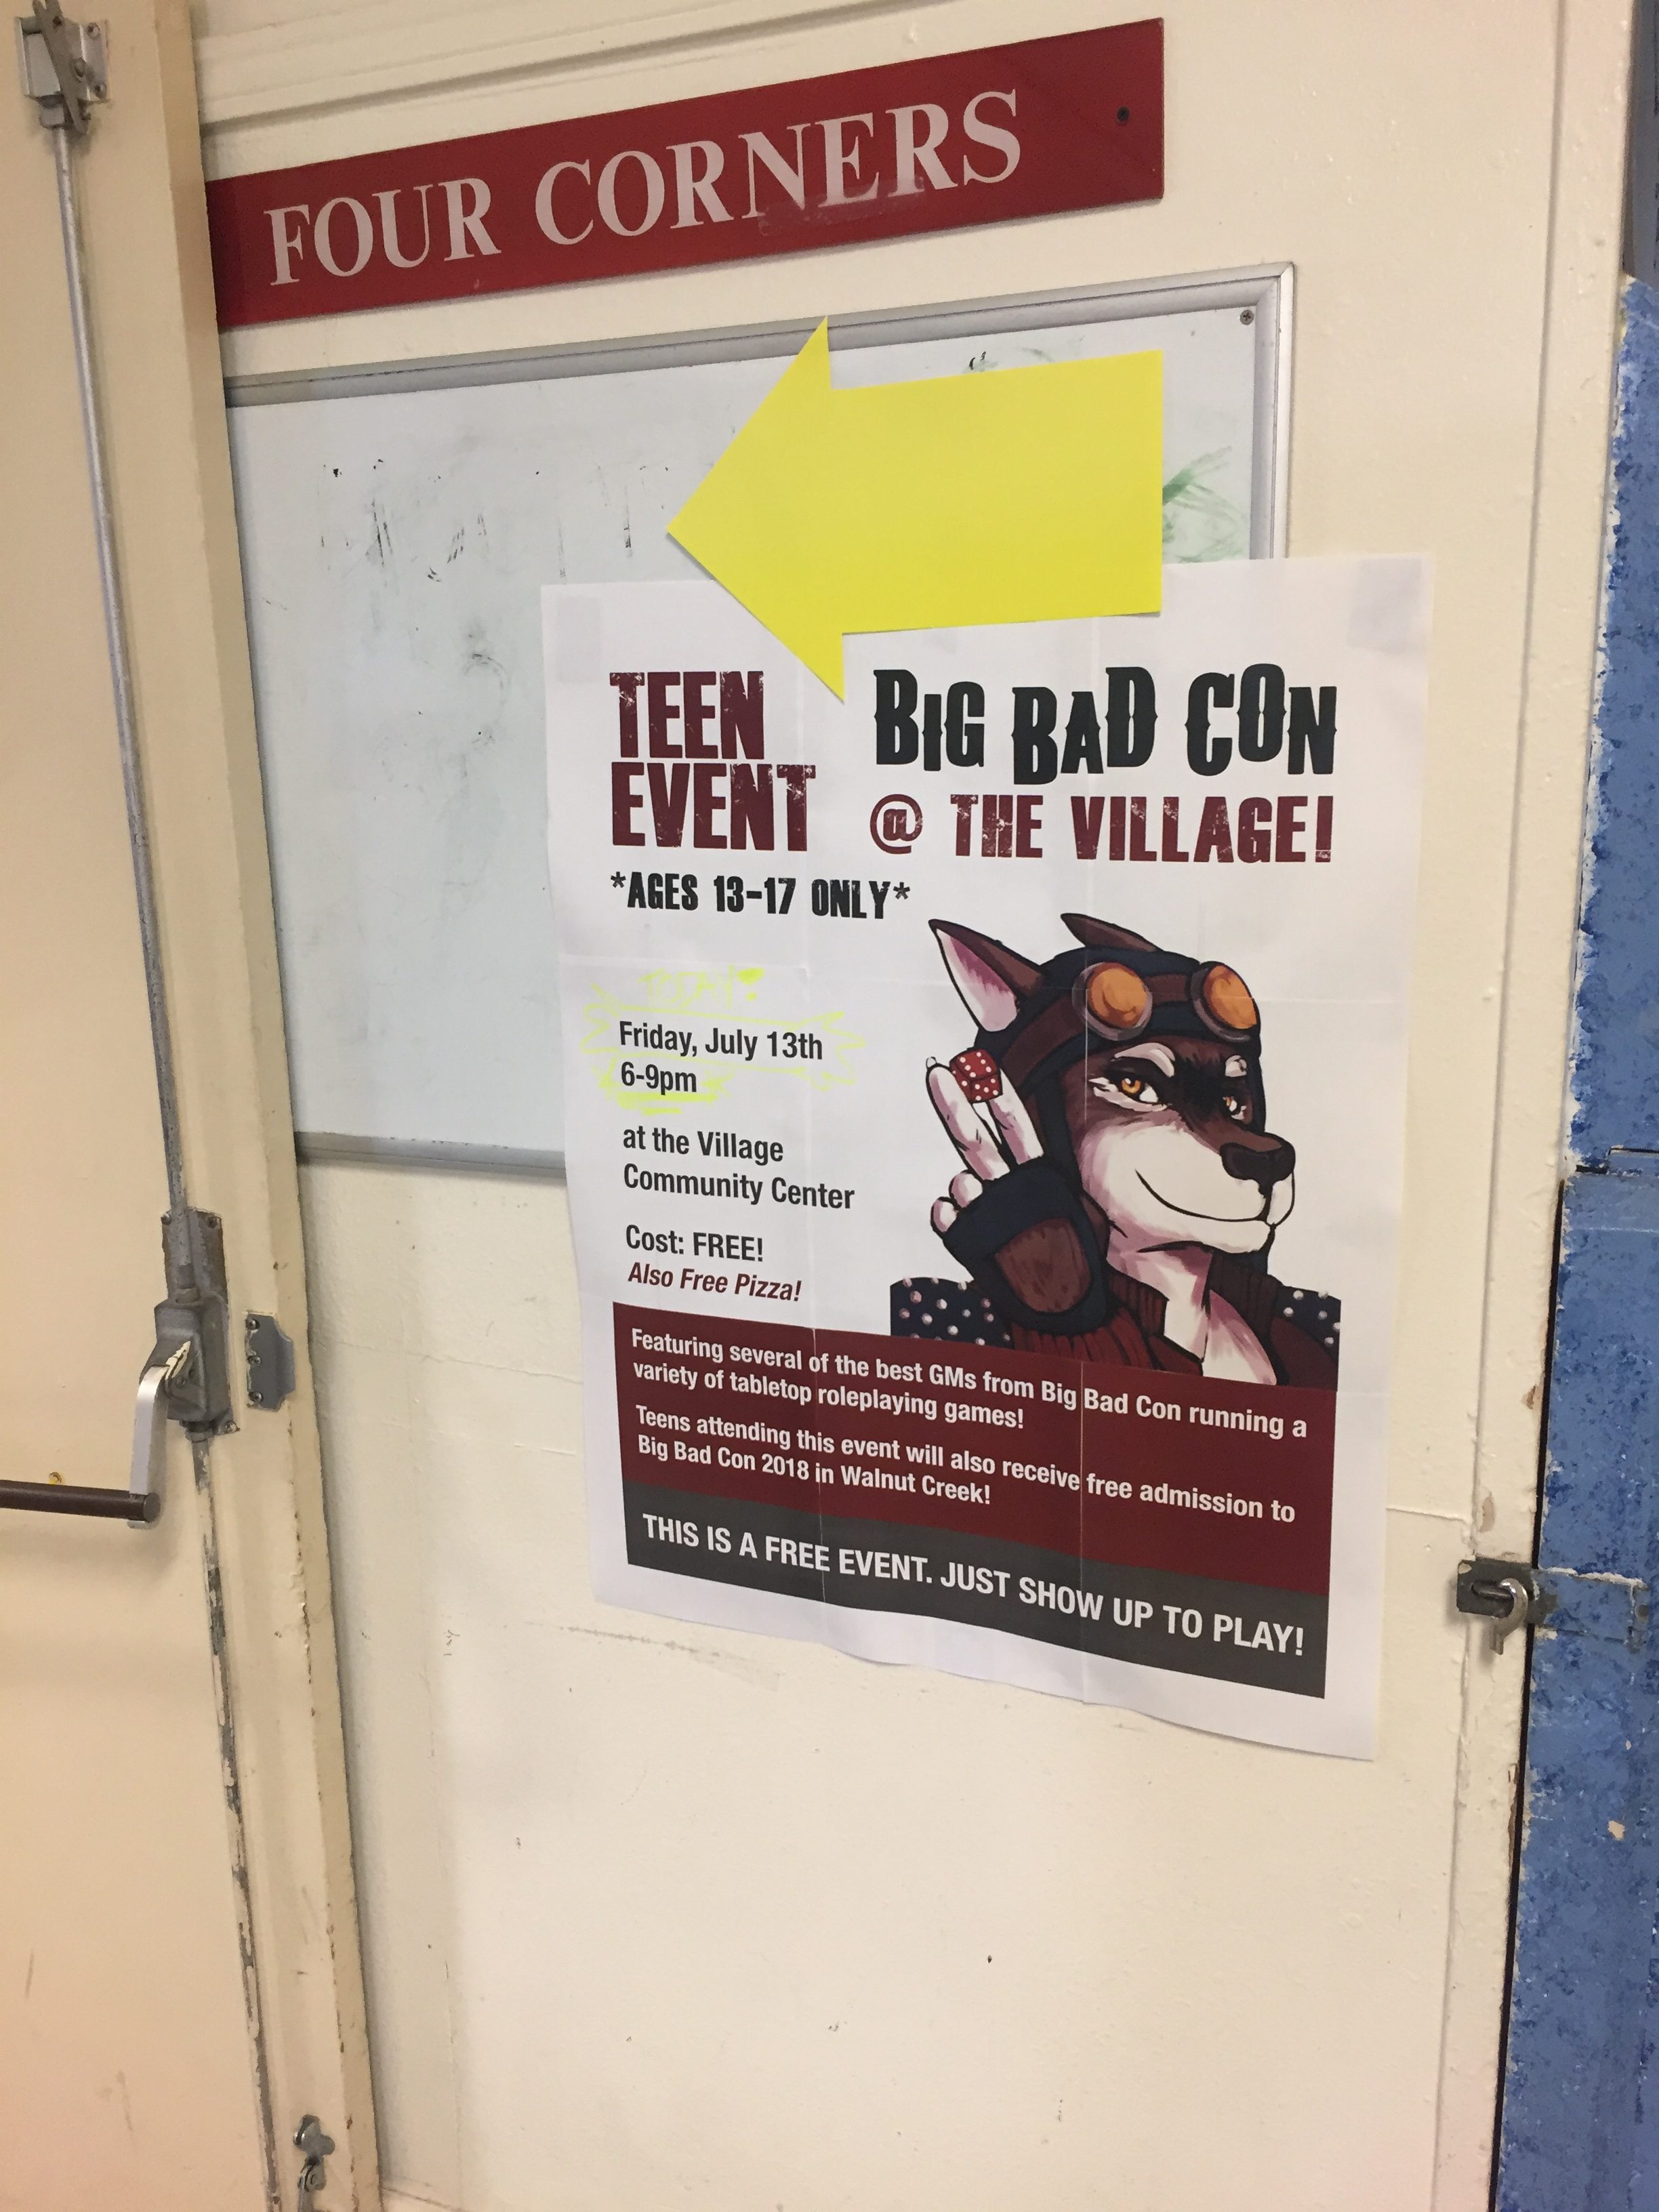 FOUR CORNERS
TEEN
EVENT
BIG BAD CON
@ THE VILLAGE!
*AGES 13-17 ONLY*
TODAY!
Friday, July 13th
6-9pm
at the Village
Community Center
Cost: FREE!
Also Free Pizza!
Featuring several of the best GMs from Big Bad Con running a
variety of tabletop roleplaying games!
Teens attending this event will also receive free admission to
Big Bad Con 2018 in Walnut Creek!
THIS IS A FREE EVENT. JUST SHOW UP TO PLAY!